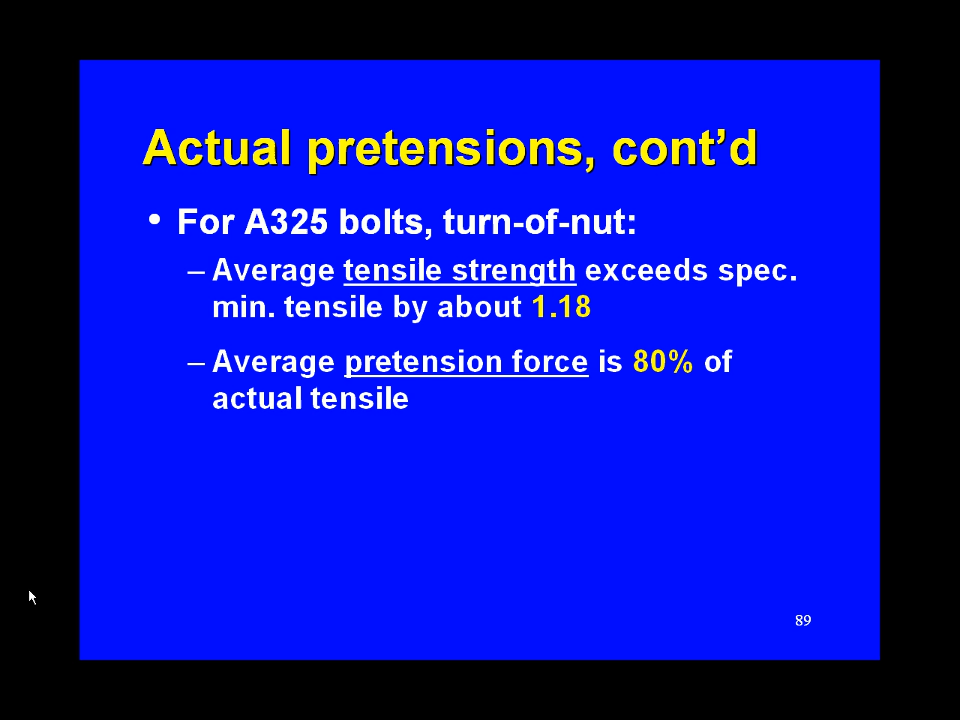 Actual pretensions, cont’d
• For A325 bolts, turn-of-nut:
– Average tensile strength exceeds spec.
min. tensile by about 1.18
– Average pretension force is 80% of
actual tensile
89